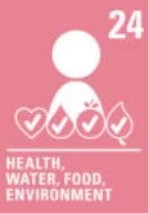 24
HEALTH,
WATER, FOOD,
ENVIRONMENT